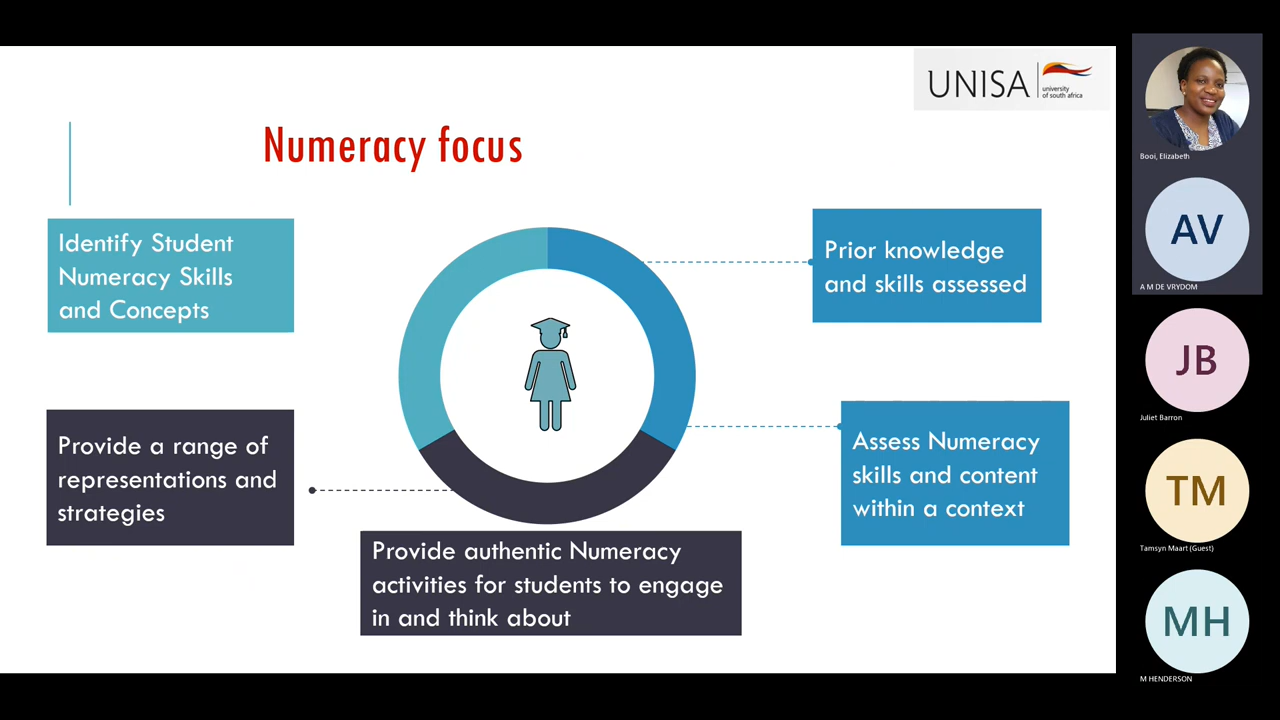 UNISA
university
of south africa
Numeracy focus
Identify Student
Numeracy Skills
and Concepts
Prior knowledge
and skills assessed
Provide a range of
representations and
strategies
Assess Numeracy
skills and content
within a context
Provide authentic Numeracy
activities for students to engage
in and think about
Booi, Elizabeth
AV
A M DE VRYDOM
JB
Juliet Barron
TM
Tamsyn Maart (Guest)
MH
M HENDERSON